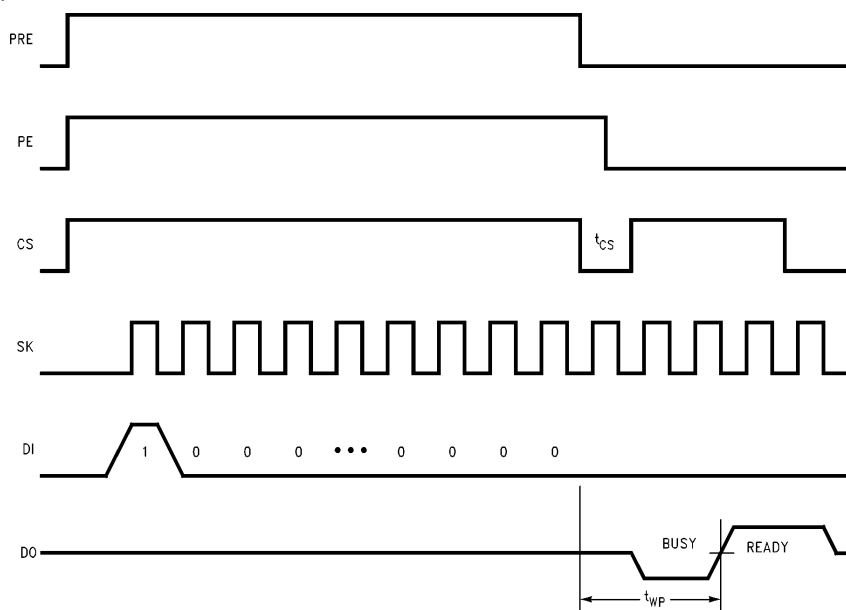 PRE
PE
CS
tCS
SK
DI 1 0 0 0 ••• 0 0 0 0
DO BUSY READY
tWP